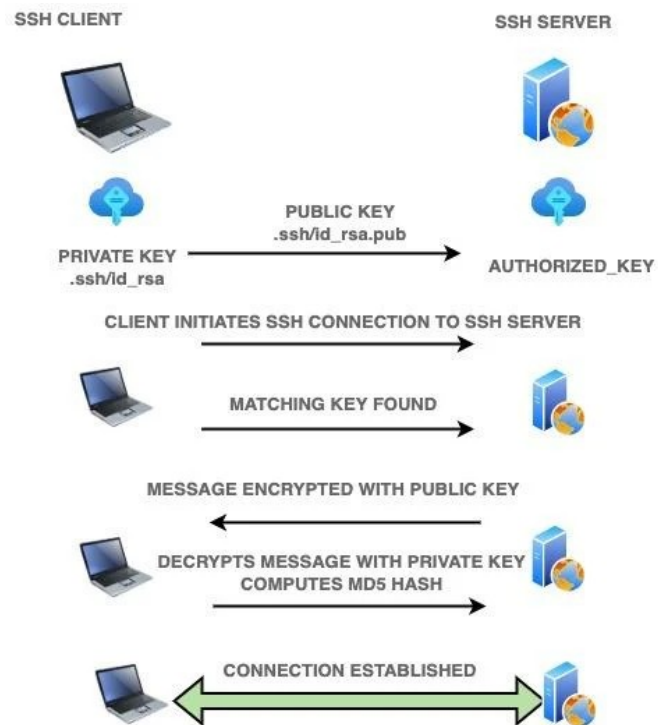 SSH CLIENT
SSH SERVER
PUBLIC KEY
.ssh/id_rsa.pub
PRIVATE KEY
.ssh/id_rsa
AUTHORIZED_KEY
CLIENT INITIATES SSH CONNECTION TO SSH SERVER
MATCHING KEY FOUND
MESSAGE ENCRYPTED WITH PUBLIC KEY
DECRYPTS MESSAGE WITH PRIVATE KEY
COMPUTES MD5 HASH
CONNECTION ESTABLISHED